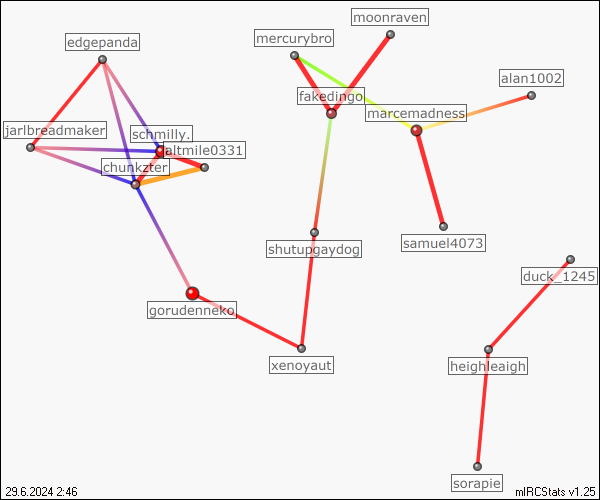 moonraven
mercurybro
edgepanda
alan1002
fakedingo
marcemadness
jarlbreadmaker
schmilly.
altmile0331
chunkzter
samuel4073
shutupgaydog
duck_1245
gorudenneko
xenoyaut
heighleaigh
sorapie
29.6.2024 2:46
mIRCStats v1.25